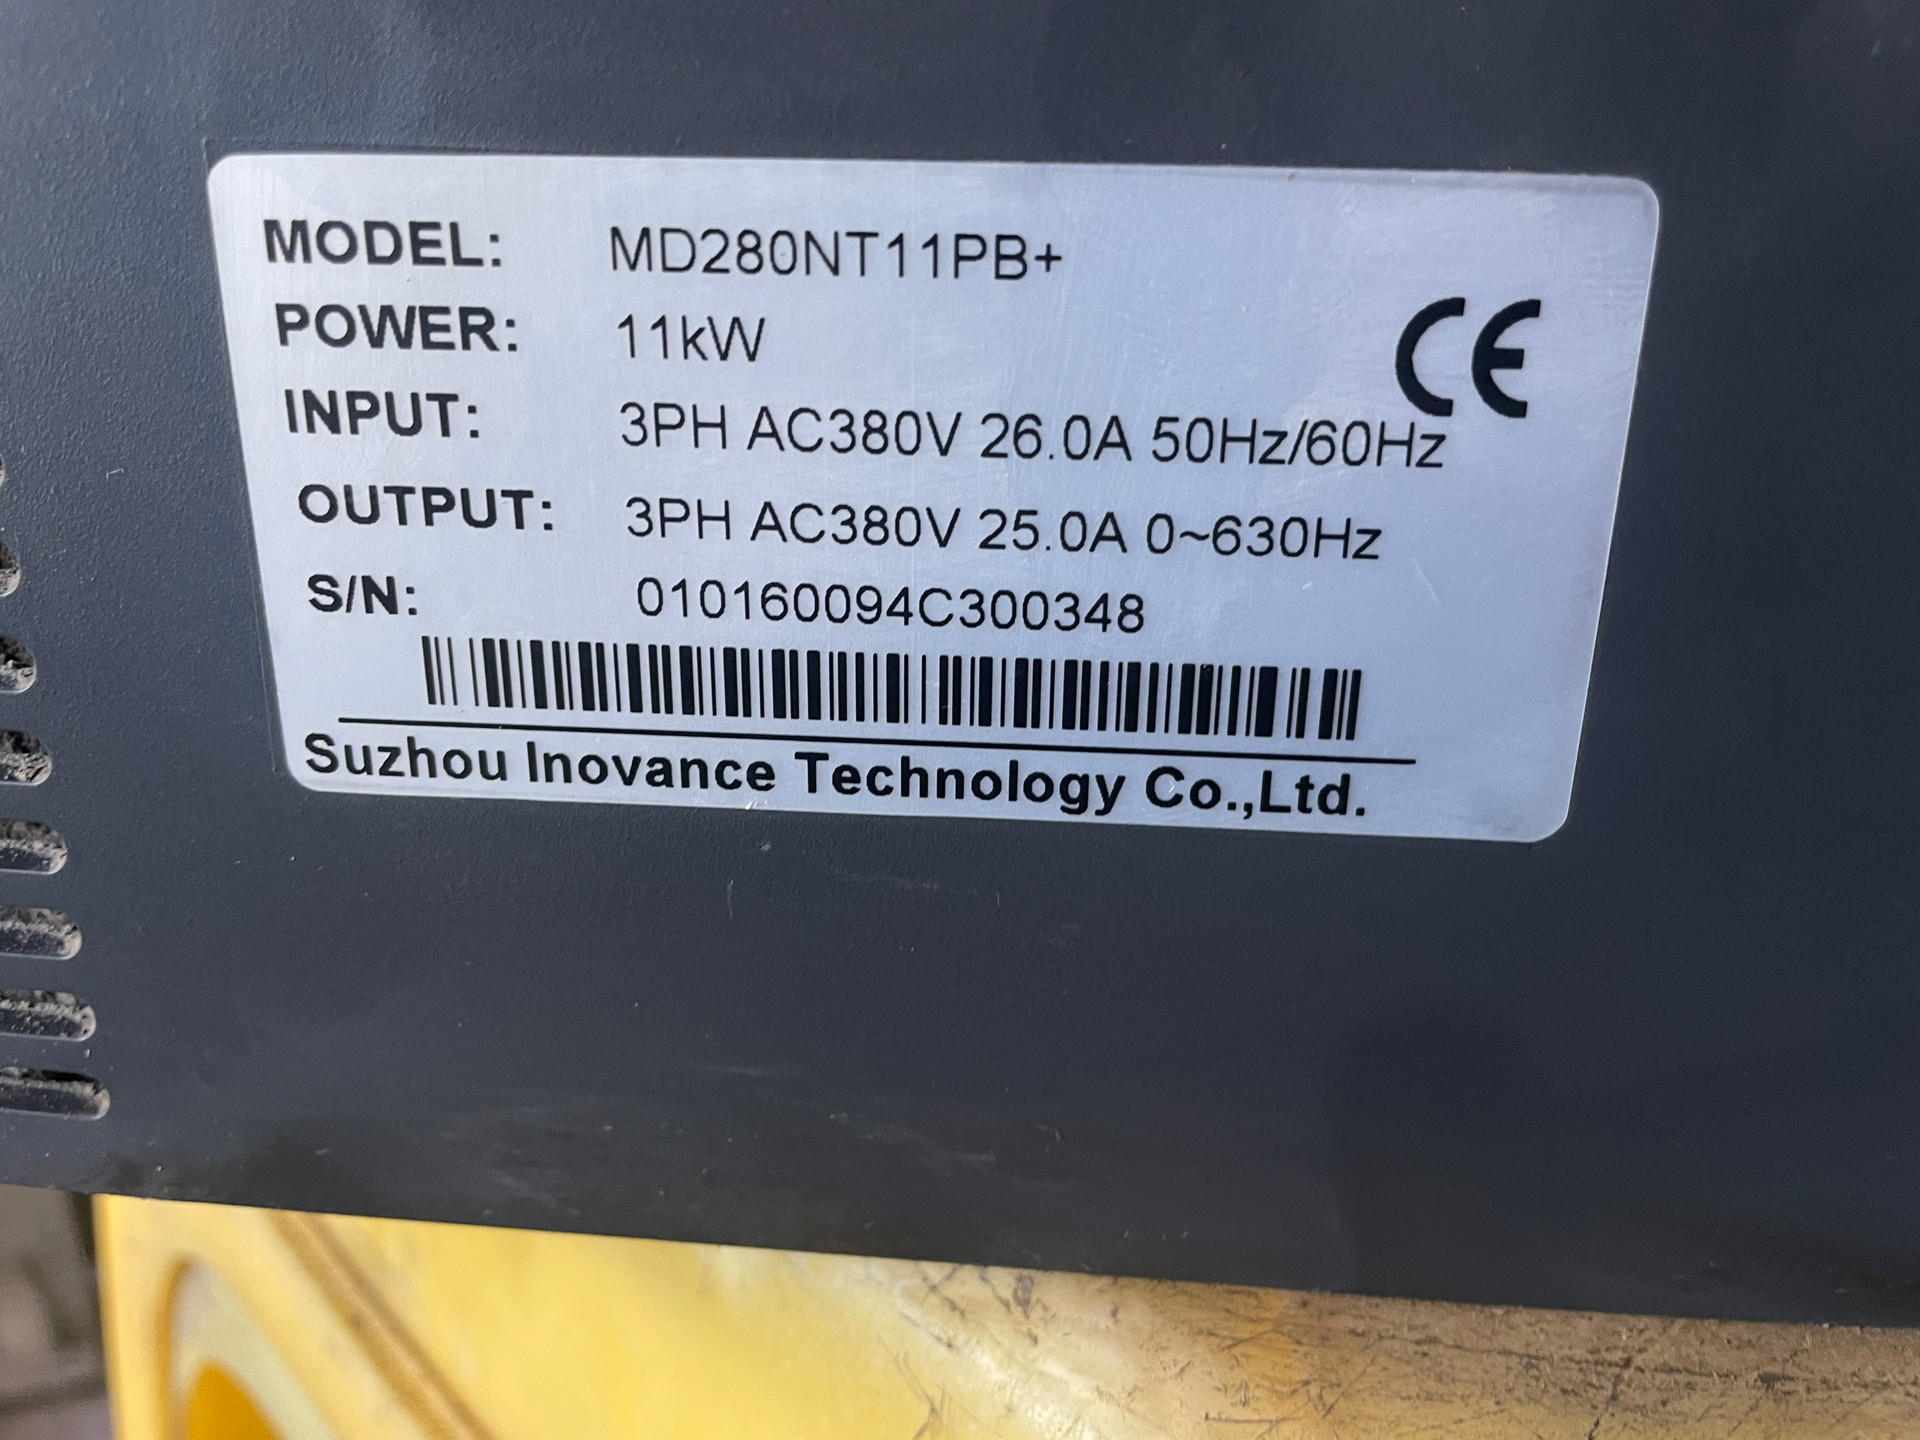 MODEL: MD280NT11PB+
POWER: 11kW
CE
INPUT: 3PH AC380V 26.0A 50Hz/60Hz
OUTPUT: 3PH AC380V 25.0A 0~630Hz
S/N: 010160094C300348
Suzhou Inovance Technology Co.,Ltd.